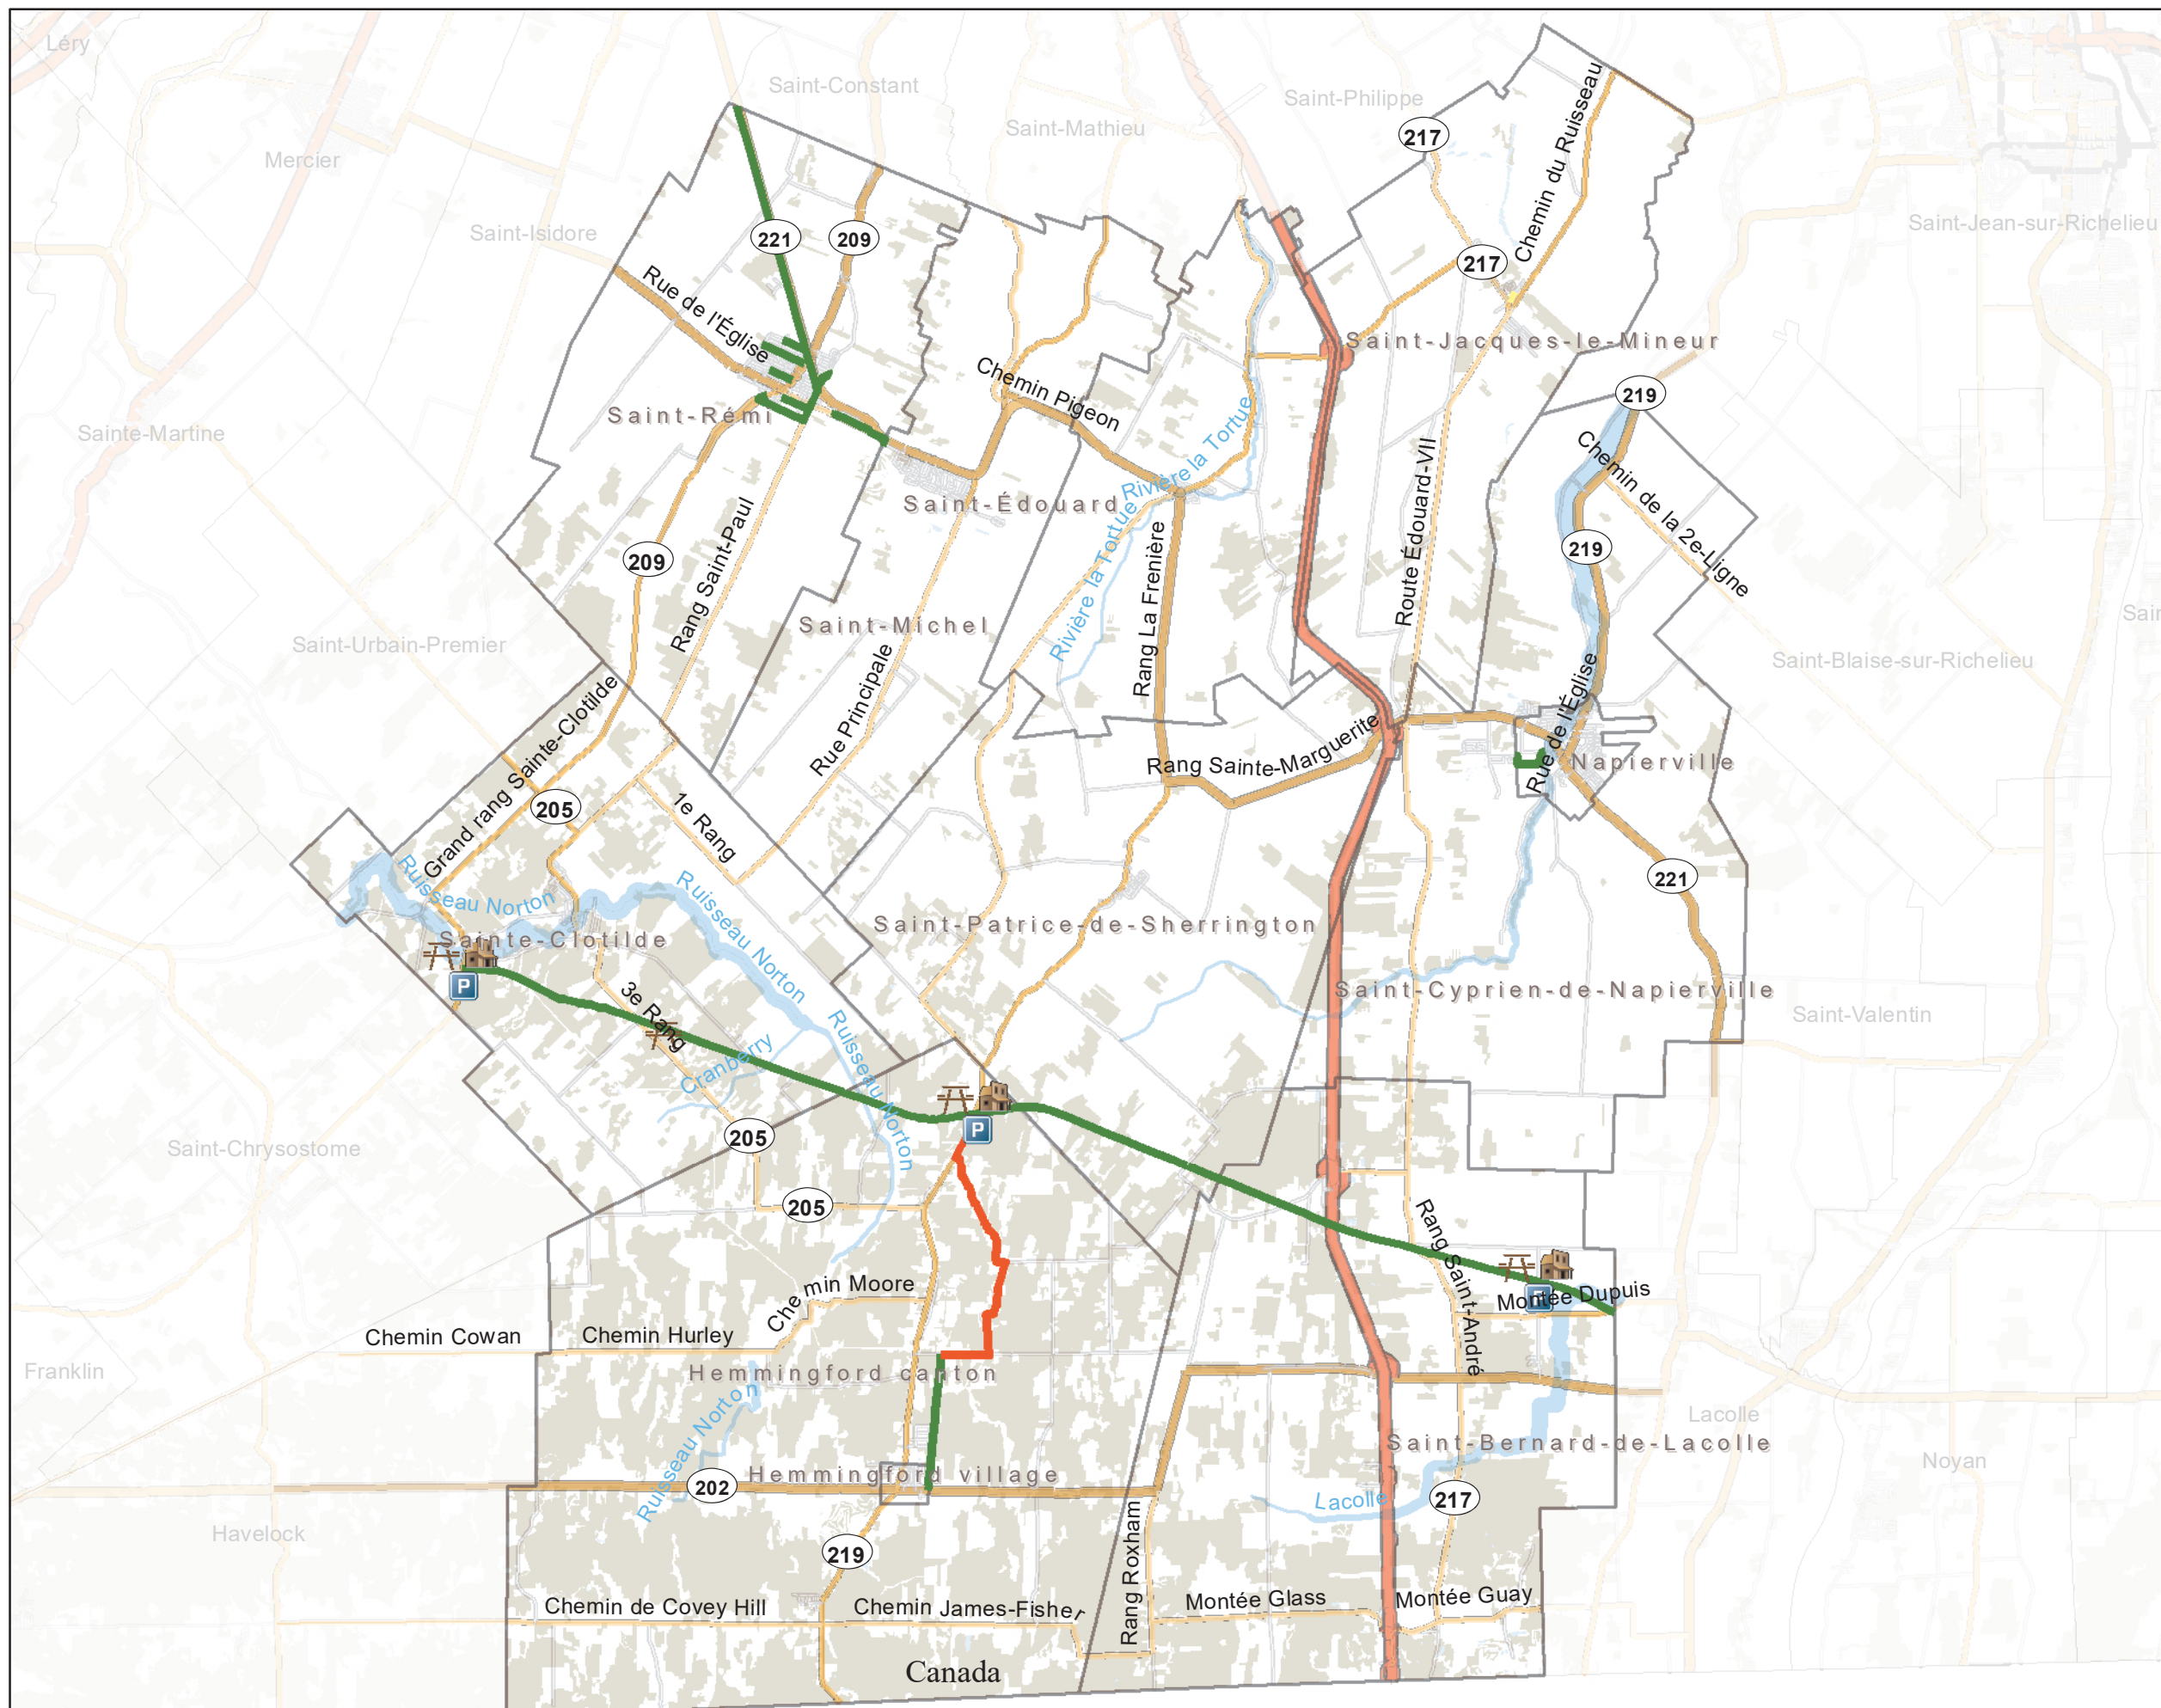 Léry
Saint-Constant
Saint-Philippe
Saint-Mathieu
217
Chemin du Ruisseau
Mercier
Saint-Isidore
221
209
217
Saint-Jean-sur-Richelieu
Rue de l'Église
Saint-Jacques-le-Mineur
Chemin Pigeon
219
Saint-Rémi
Sainte-Martine
Rivière la Tortue
Saint-Édouard
Chemin de la 2e-Ligne
Rivière la Tortue
Route Édouard-VII
219
209
Rang Saint-Paul
Rang La Frenière
Saint-Michel
Saint-Urbain-Premier
Saint-Blaise-sur-Richelieu
Rue Principale
Grand rang Sainte-Clotilde
Rang Sainte-Marguerite
Rue de l'Église
Napierville
205
1e Rang
221
Ruisseau Norton
Ruisseau Norton
Saint-Patrice-de-Sherrington
Sainte-Clotilde
P
3e Rang
Saint-Cyprien-de-Napierville
Saint-Valentin
Cranberry
Ruisseau Norton
205
P
Saint-Chrysostome
205
Rang Saint-André
Chemin Moore
Montée Dupuis
P
Chemin Cowan
Chemin Hurley
Franklin
Hemmingford canton
Lacolle
Ruisseau Norton
Saint-Bernard-de-Lacolle
Noyan
Hemmingford village
202
Lacolle
217
Havelock
219
Rang Roxham
Chemin de Covey Hill
Chemin James-Fisher
Montée Glass
Montée Guay
Canada